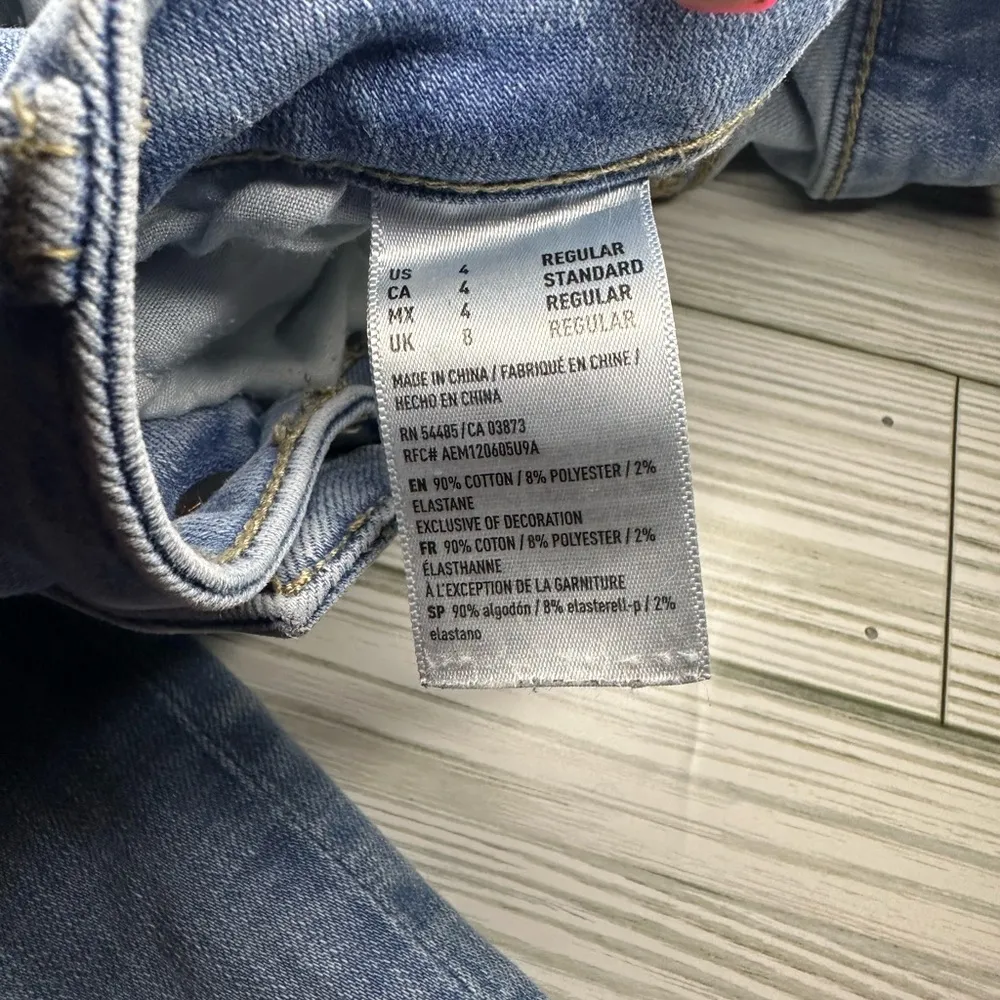 US 4 REGULAR
CA 4 STANDARD
MX 4 REGULAR
UK 8 REGULAR
MADE IN CHINA / FABRIQUÉ EN CHINE /
HECHO EN CHINA
RN 54485 / CA 03873
RFC# AEM120605U9A
EN 90% COTTON / 8% POLYESTER / 2%
ELASTANE
EXCLUSIVE OF DECORATION
FR 90% COTON / 8% POLYESTER / 2%
ÉLASTHANNE
À L'EXCEPTION DE LA GARNITURE
SP 90% algodón / 8% elasterell-p / 2%
elastano